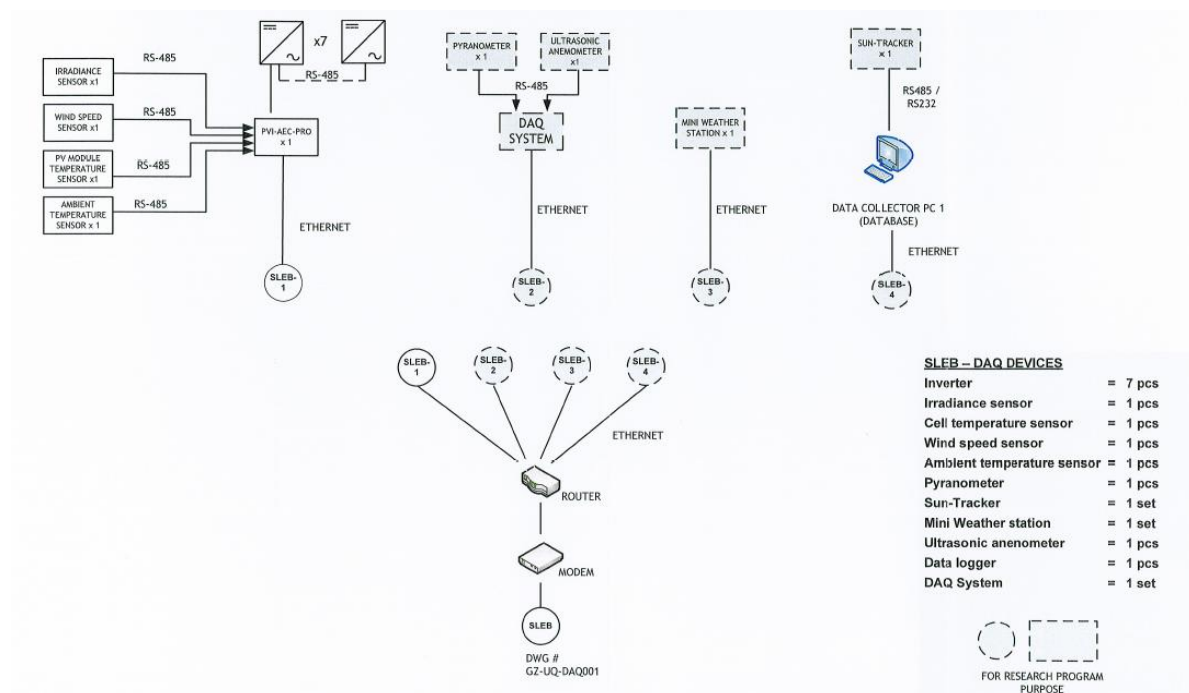 RS-485
x7
RS-485
IRRADIANCE
SENSOR x1
WIND SPEED
SENSOR x1
RS-485
PV MODULE
TEMPERATURE
SENSOR x1
RS-485
AMBIENT
TEMPERATURE
SENSOR x 1
RS-485
PVI-AEC-PRO
x 1
ETHERNET
SLEB-
1
PYRANOMETER
x 1
ULTRASONIC
ANEMOMETER
x1
RS-485
DAQ
SYSTEM
ETHERNET
SLEB-
2
MINI WEATHER
STATION x 1
ETHERNET
SLEB-
3
SUN-TRACKER
x 1
RS485 /
RS232
DATA COLLECTOR PC 1
(DATABASE)
ETHERNET
SLEB-
4
SLEB-
1
SLEB-
2
SLEB-
3
SLEB-
4
ETHERNET
ROUTER
MODEM
SLEB
DWG #
GZ-UQ-DAQ001
SLEB – DAQ DEVICES
Inverter = 7 pcs
Irradiance sensor = 1 pcs
Cell temperature sensor = 1 pcs
Wind speed sensor = 1 pcs
Ambient temperature sensor = 1 pcs
Pyranometer = 1 pcs
Sun-Tracker = 1 set
Mini Weather station = 1 set
Ultrasonic anenometer = 1 pcs
Data logger = 1 pcs
DAQ System = 1 set
FOR RESEARCH PROGRAM
PURPOSE